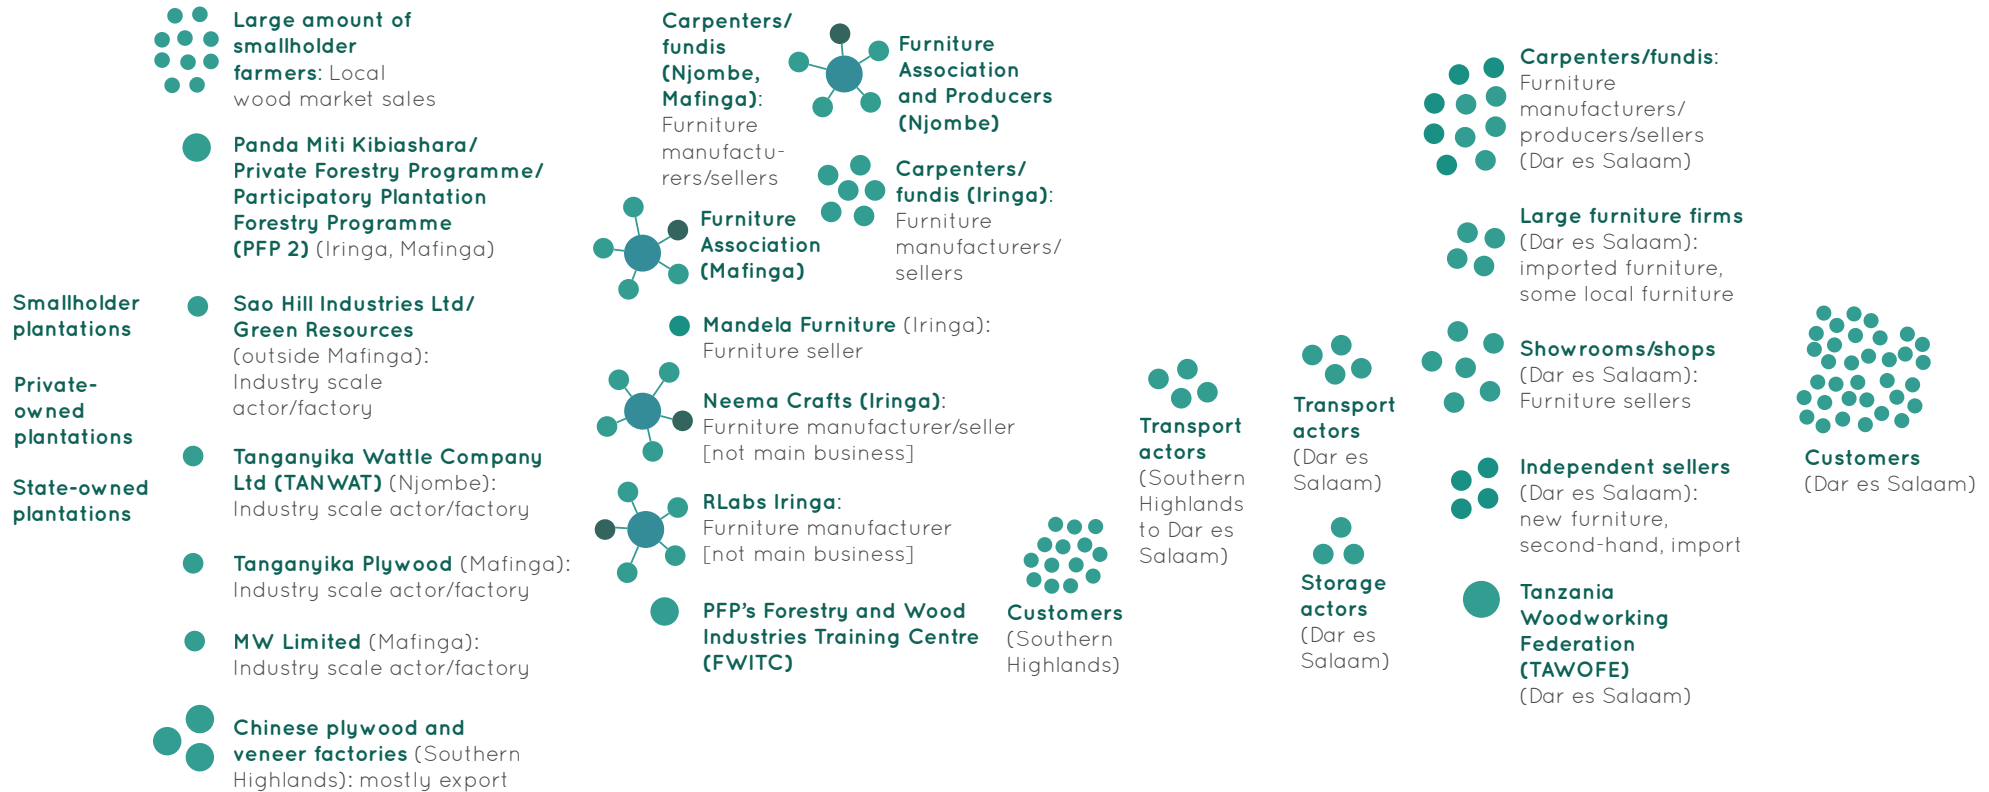 Smallholder
plantations
Private-
owned
plantations
State-owned
plantations
Large amount of
smallholder
farmers: Local
wood market sales
Panda Miti Kibiashara/
Private Forestry Programme/
Participatory Plantation
Forestry Programme
(PFP 2) (Iringa, Mafinga)
Sao Hill Industries Ltd/
Green Resources
(outside Mafinga):
Industry scale
actor/factory
Tanganyika Wattle Company
Ltd (TANWAT) (Njombe):
Industry scale actor/factory
Tanganyika Plywood (Mafinga):
Industry scale actor/factory
MW Limited (Mafinga):
Industry scale actor/factory
Chinese plywood and
veneer factories (Southern
Highlands): mostly export
Carpenters/
fundis
(Njombe,
Mafinga):
Furniture
manufactu-
rers/sellers
Furniture
Association
and Producers
(Njombe)
Carpenters/
fundis (Iringa):
Furniture
manufacturers/
sellers
Furniture
Association
(Mafinga)
Mandela Furniture (Iringa):
Furniture seller
Neema Crafts (Iringa):
Furniture manufacturer/seller
[not main business]
RLabs Iringa:
Furniture manufacturer
[not main business]
PFP’s Forestry and Wood
Industries Training Centre
(FWITC)
Customers
(Southern
Highlands)
Transport
actors
(Southern
Highlands
to Dar es
Salaam)
Transport
actors
(Dar es
Salaam)
Storage
actors
(Dar es
Salaam)
Carpenters/fundis:
Furniture
manufacturers/
producers/sellers
(Dar es Salaam)
Large furniture firms
(Dar es Salaam):
imported furniture,
some local furniture
Showrooms/shops
(Dar es Salaam):
Furniture sellers
Independent sellers
(Dar es Salaam):
new furniture,
second-hand, import
Tanzania
Woodworking
Federation
(TAWOFE)
(Dar es Salaam)
Customers
(Dar es Salaam)